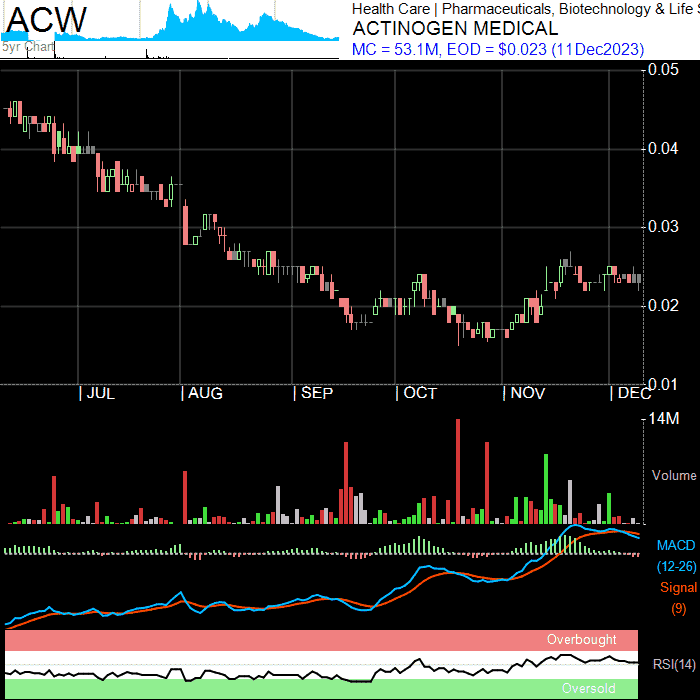 ACW
5yr Chart
Health Care | Pharmaceuticals, Biotechnology & Life
ACTINOGEN MEDICAL
MC = 53.1M, EOD = $0.023 (11Dec2023)
0.05
0.04
0.03
0.02
0.01
| JUL | AUG | SEP | OCT | NOV | DEC
14M
Volume
MACD
(12-26)
Signal
(9)
Overbought
RSI(14)
Oversold